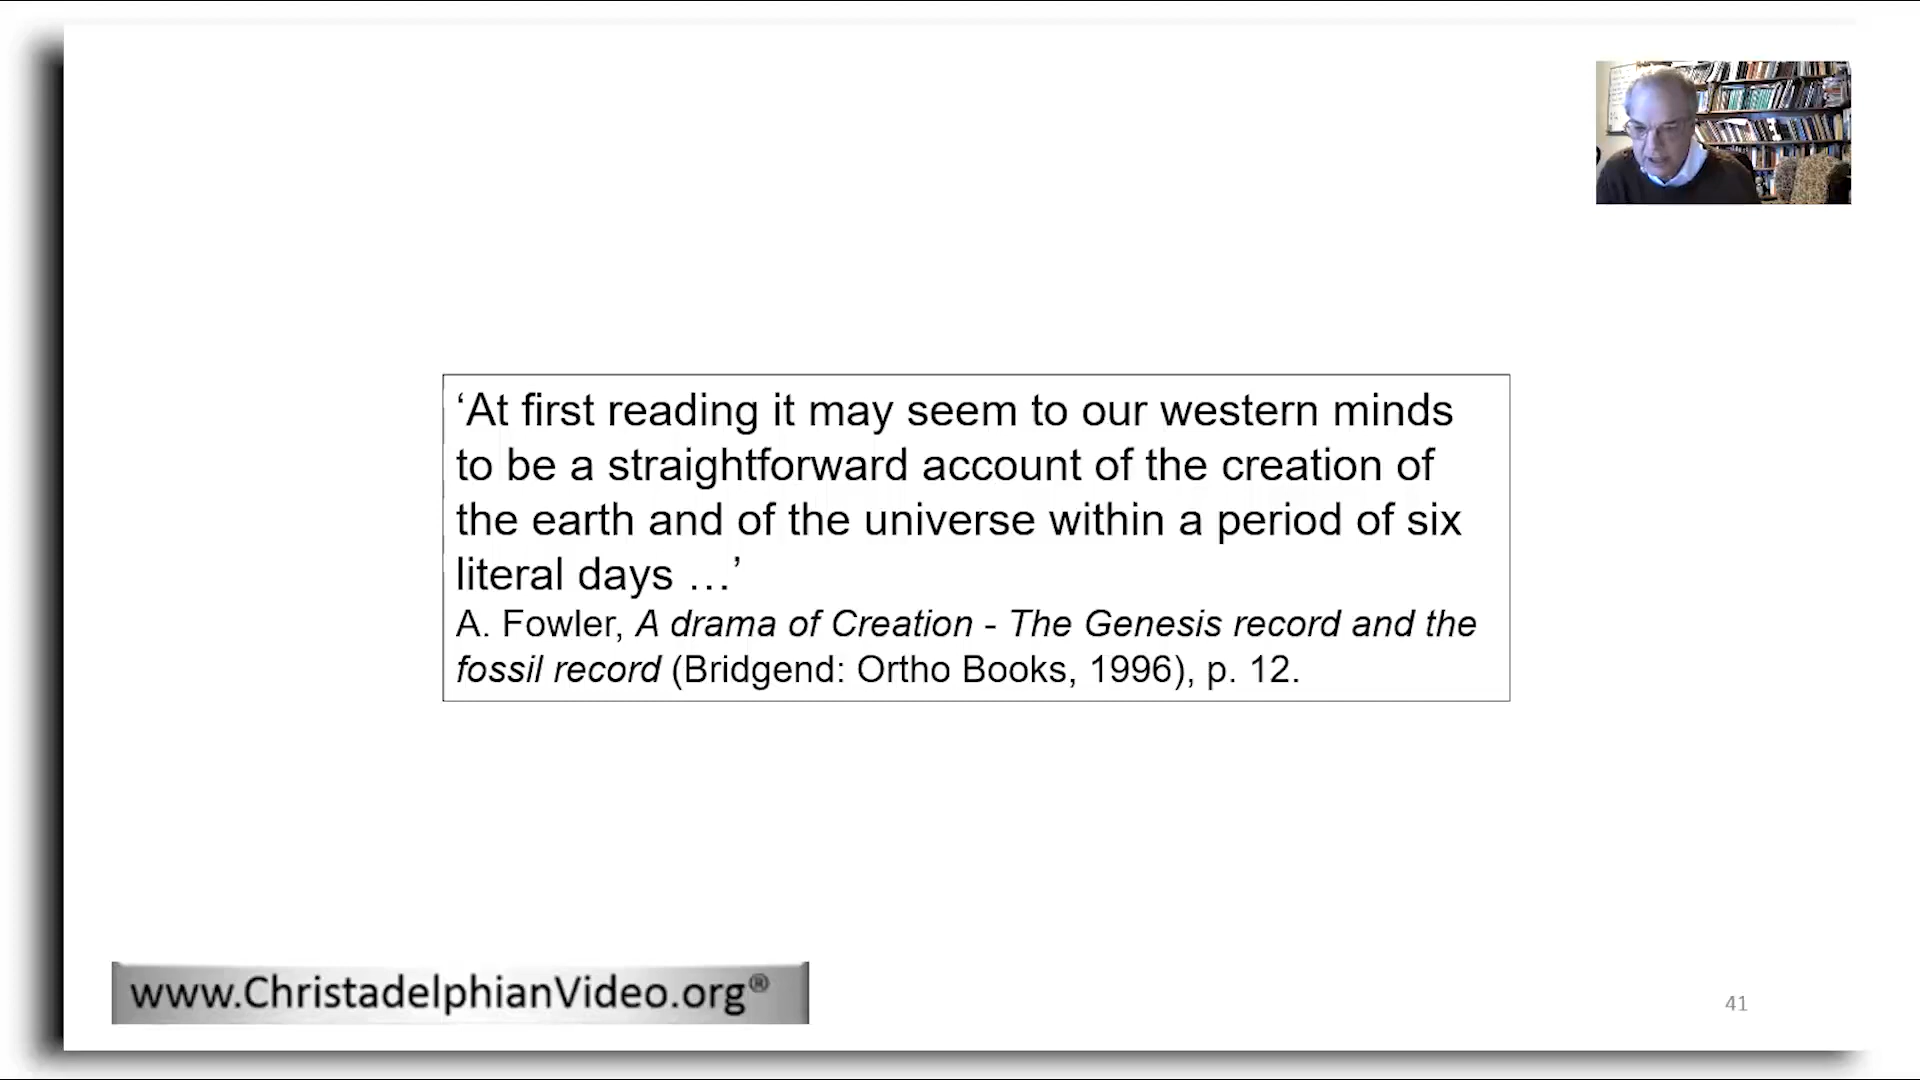 ‘At first reading it may seem to our western minds
to be a straightforward account of the creation of
the earth and of the universe within a period of six
literal days …’
A. Fowler, A drama of Creation - The Genesis record and the
fossil record (Bridgend: Ortho Books, 1996), p. 12.
www.ChristadelphianVideo.org®
41